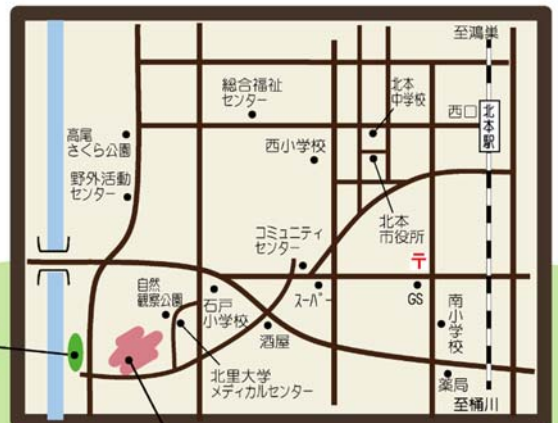 至鴻巣
総合福祉
センター
北本
中学校
西口
北本駅
高尾
さくら公園
西小学校
野外活動
センター
北本
市役所
コミュニティ
センター
〒
自然
観察公園
石戸
小学校
スーパー
GS
南小学校
酒屋
北里大学
メディカルセンター
薬局
至桶川